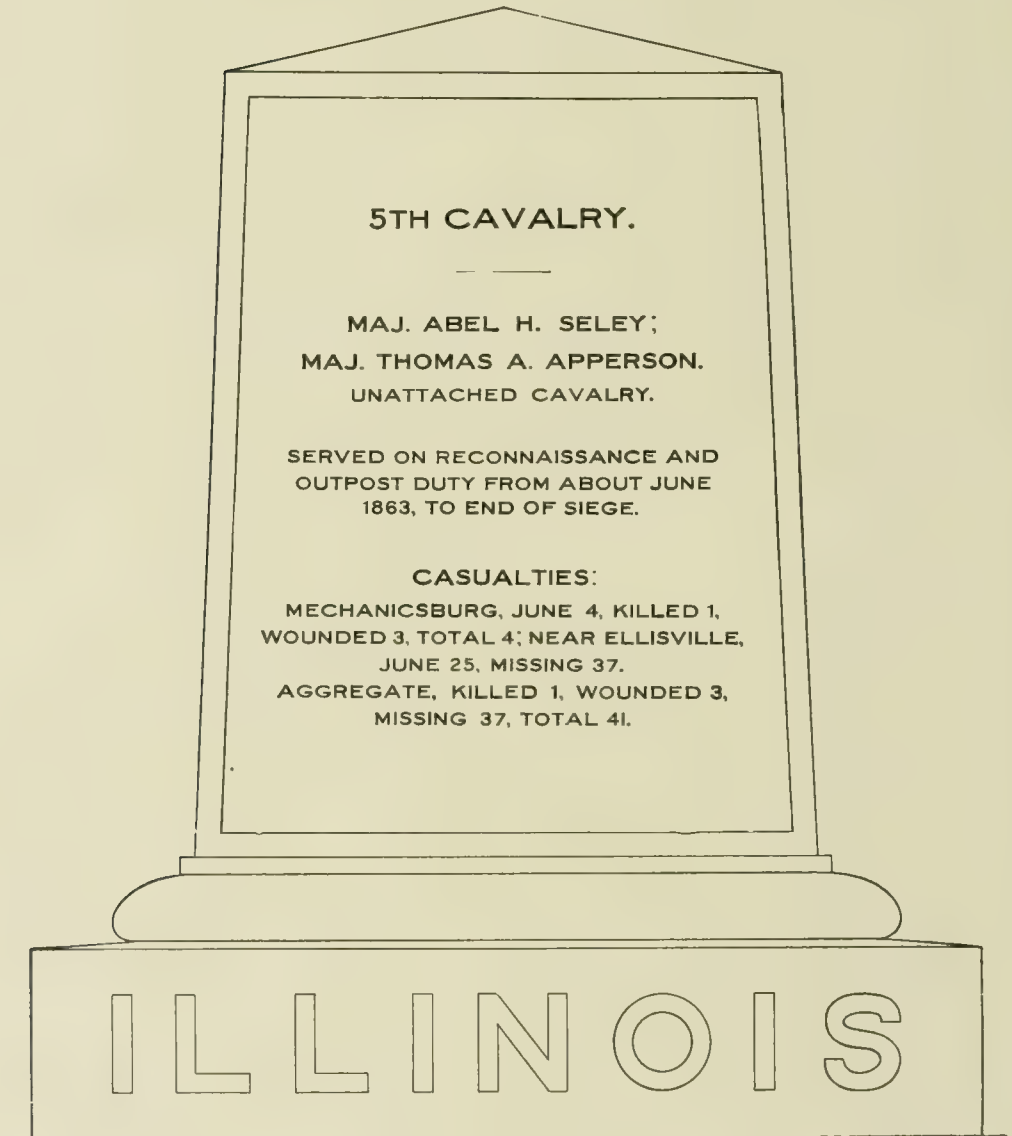 5TH CAVALRY.
MAJ. ABEL H. SELEY;
MAJ. THOMAS A. APPERSON.
UNATTACHED CAVALRY.
SERVED ON RECONNAISSANCE AND
OUTPOST DUTY FROM ABOUT JUNE
1863, TO END OF SIEGE.
CASUALTIES:
MECHANICSBURG, JUNE 4, KILLED 1,
WOUNDED 3, TOTAL 4; NEAR ELLISVILLE,
JUNE 25, MISSING 37.
AGGREGATE, KILLED 1, WOUNDED 3,
MISSING 37, TOTAL 41.
ILLINOIS